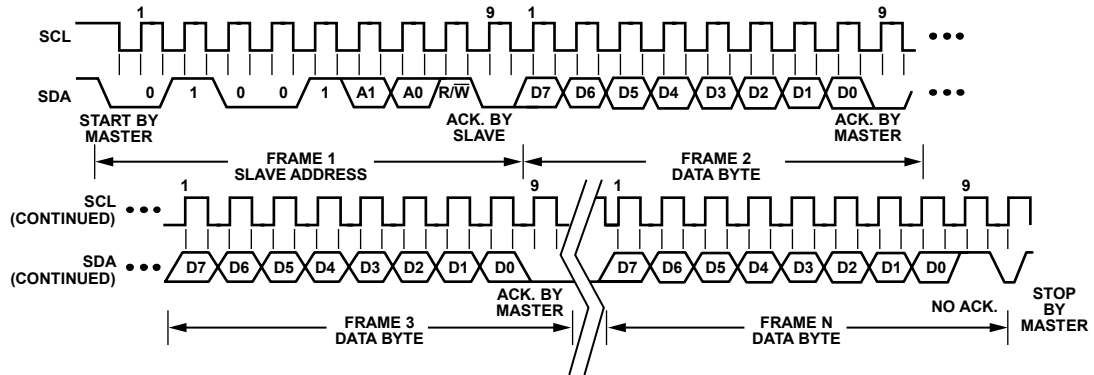 1 9 1 9
SCL •••
SDA 0 1 0 0 1 A1 A0 R/W̅ D7 D6 D5 D4 D3 D2 D1 D0 •••
START BY
MASTER
ACK. BY
SLAVE
ACK. BY
MASTER
FRAME 1
SLAVE ADDRESS
FRAME 2
DATA BYTE
1 9 1 9
SCL
(CONTINUED) •••
SDA
(CONTINUED) ••• D7 D6 D5 D4 D3 D2 D1 D0 D7 D6 D5 D4 D3 D2 D1 D0
ACK. BY
MASTER
NO ACK.
STOP
BY
MASTER
FRAME 3
DATA BYTE
FRAME N
DATA BYTE